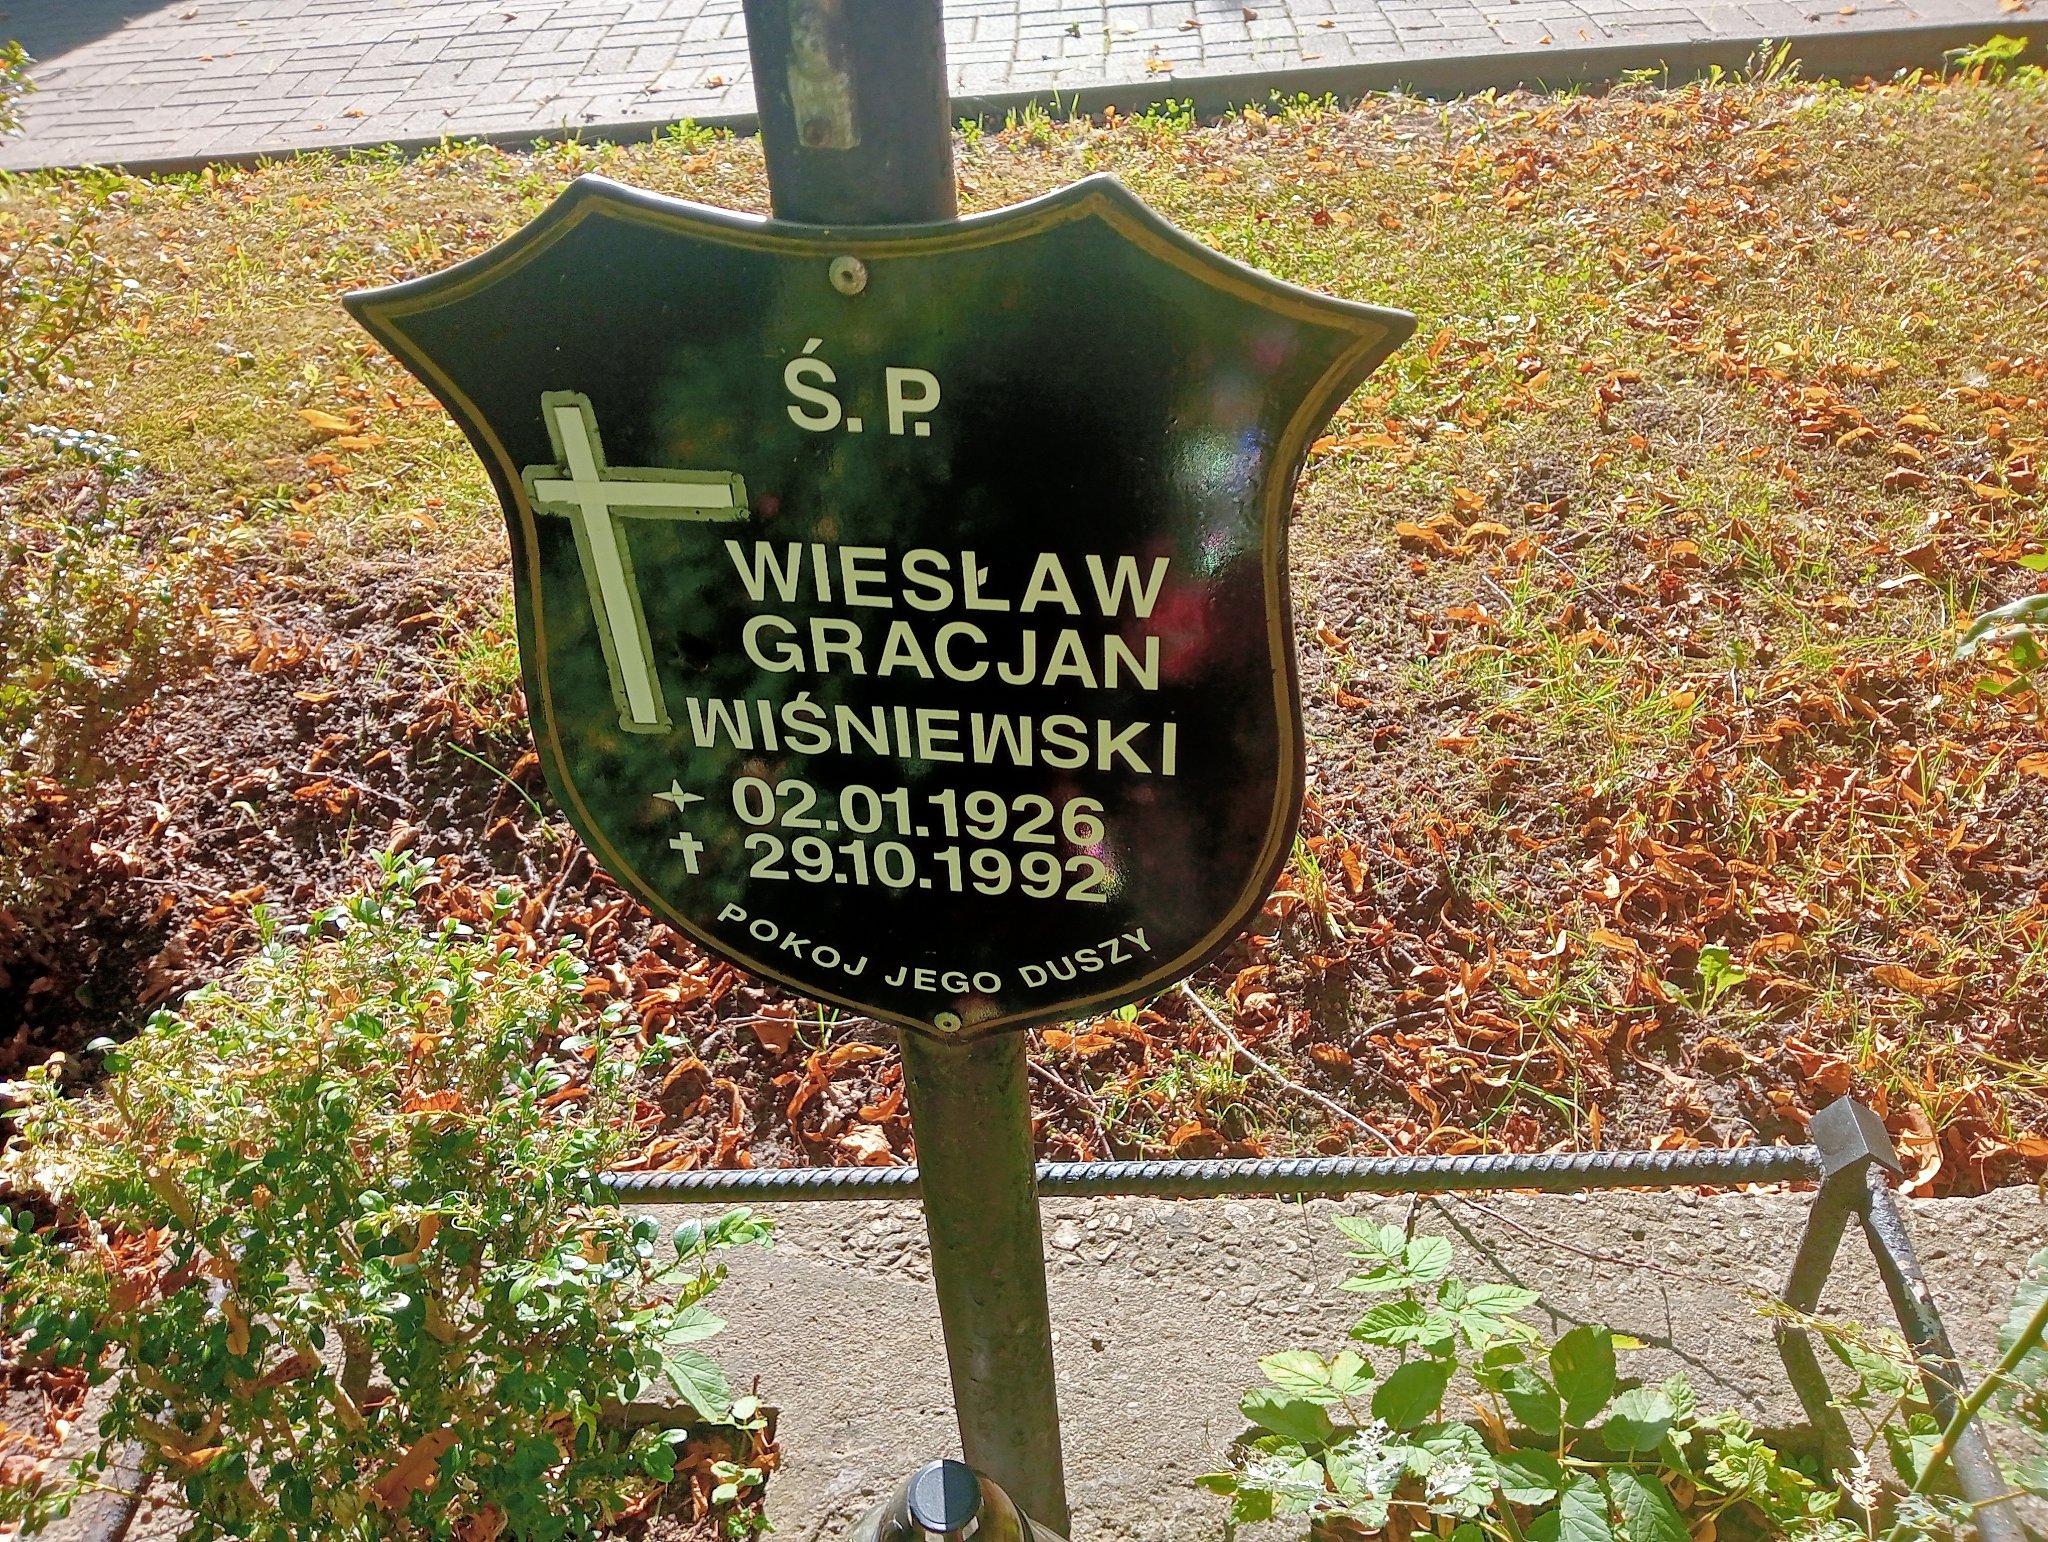 Ś. P.
WIESŁAW
GRACJAN
WIŚNIEWSKI
02.01.1926
29.10.1992
POKOJ JEGO DUSZY